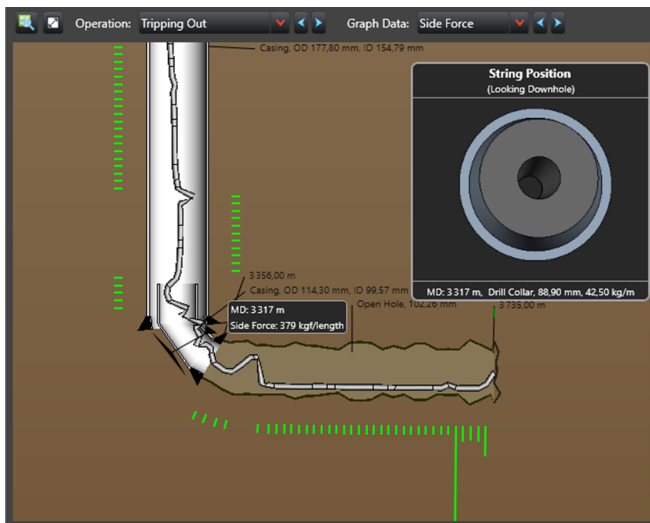 Operation: Tripping Out Graph Data: Side Force
Casing, OD 177,80 mm, ID 154,79 mm
String Position
(Looking Downhole)
MD: 3317 m, Drill Collar, 88,90 mm, 42,50 kg/m
3 356,00 m
Casing, OD 114,30 mm, ID 99,57 mm
Open Hole, 102,26 mm
3 735,00 m
MD: 3317 m
Side Force: 379 kgf/length